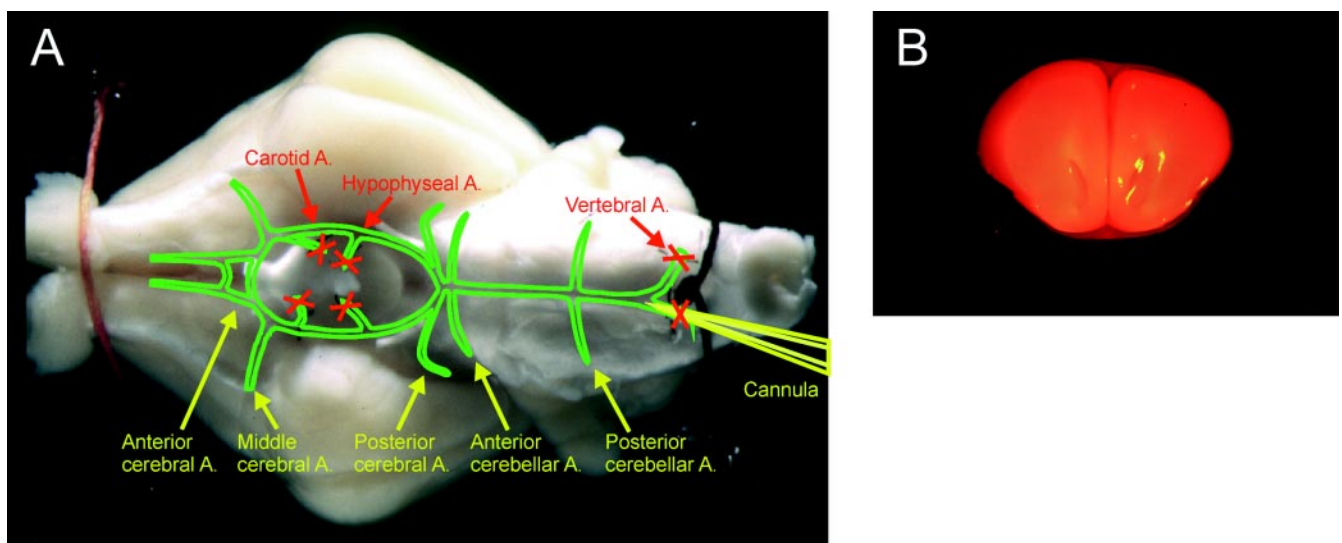 A
B
Carotid A.
Hypophyseal A.
Vertebral A.
Cannula
Anterior
cerebral A.
Middle
cerebral A.
Posterior
cerebral A.
Anterior
cerebellar A.
Posterior
cerebellar A.